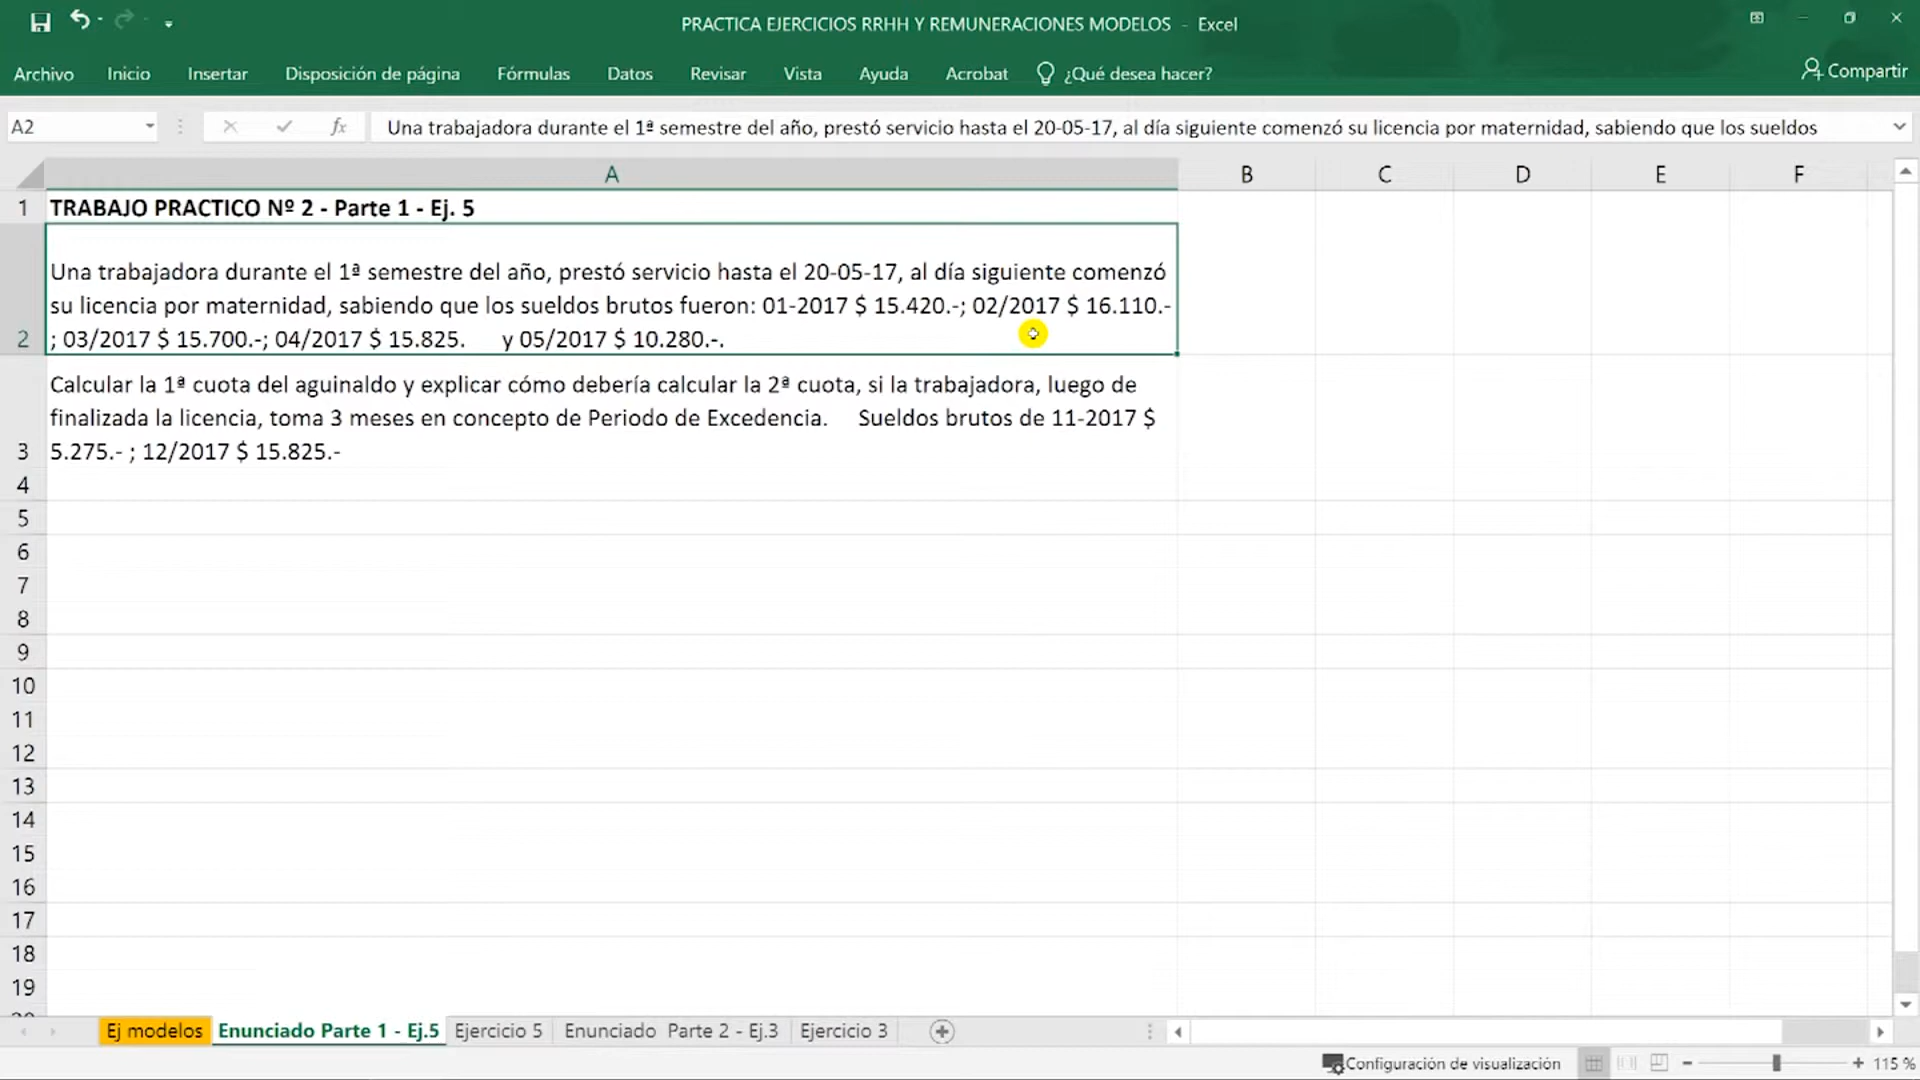 PRACTICA EJERCICIOS RRHH Y REMUNERACIONES MODELOS - Excel
Archivo Inicio Insertar Disposición de página Fórmulas Datos Revisar Vista Ayuda Acrobat ¿Qué desea hacer? Compartir
A2 fx Una trabajadora durante el 1ª semestre del año, prestó servicio hasta el 20-05-17, al día siguiente comenzó su licencia por maternidad, sabiendo que los sueldos
A B C D E F
1 TRABAJO PRACTICO Nº 2 - Parte 1 - Ej. 5
Una trabajadora durante el 1ª semestre del año, prestó servicio hasta el 20-05-17, al día siguiente comenzó
su licencia por maternidad, sabiendo que los sueldos brutos fueron: 01-2017 $ 15.420.-; 02/2017 $ 16.110.-
2 ; 03/2017 $ 15.700.-; 04/2017 $ 15.825. y 05/2017 $ 10.280.-.
Calcular la 1ª cuota del aguinaldo y explicar cómo debería calcular la 2ª cuota, si la trabajadora, luego de
finalizada la licencia, toma 3 meses en concepto de Periodo de Excedencia. Sueldos brutos de 11-2017 $
3 5.275.- ; 12/2017 $ 15.825.-
4
5
6
7
8
9
10
11
12
13
14
15
16
17
18
19
Ej modelos Enunciado Parte 1 - Ej.5 Ejercicio 5 Enunciado Parte 2 - Ej.3 Ejercicio 3
Configuración de visualización 115 %